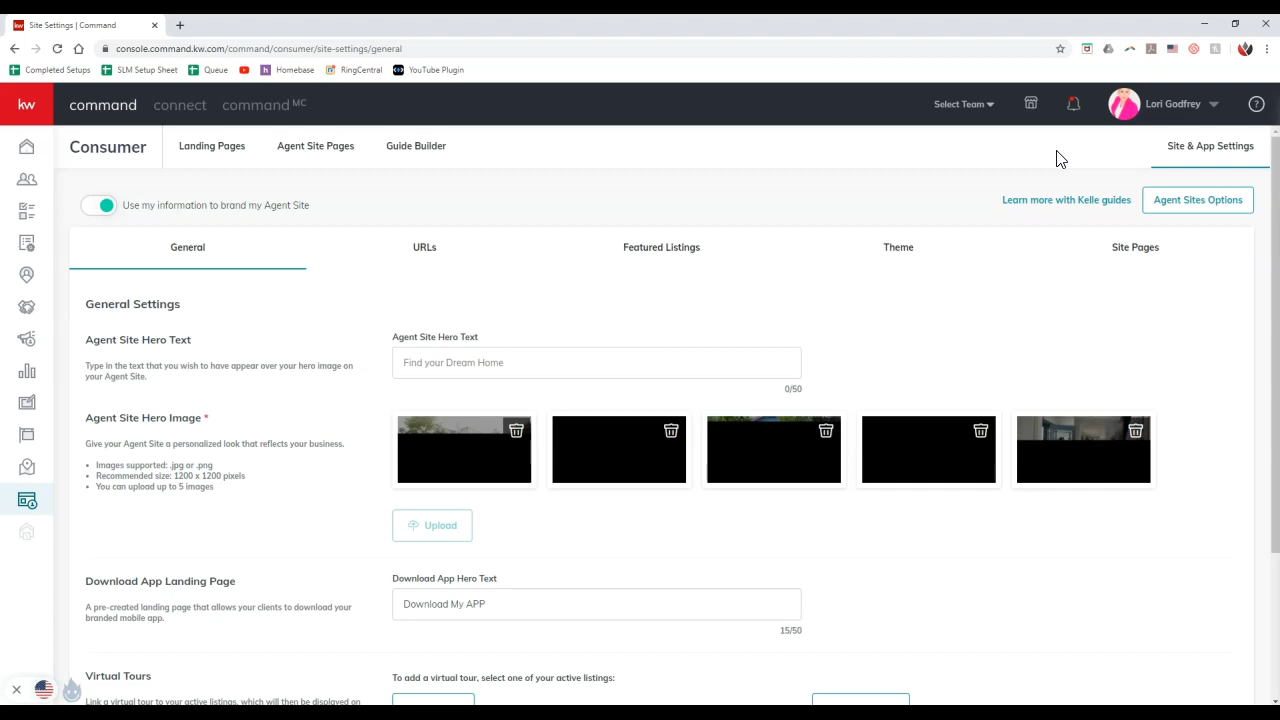 kw Site Settings | Command
console.command.kw.com/command/consumer/site-settings/general
Completed Setups SLM Setup Sheet Queue Homebase RingCentral YouTube Plugin
kw command connect command MC Select Team Lori Godfrey ?
Consumer Landing Pages Agent Site Pages Guide Builder Site & App Settings
Use my information to brand my Agent Site Learn more with Kelle guides Agent Sites Options
General URLs Featured Listings Theme Site Pages
General Settings
Agent Site Hero Text
Type in the text that you wish to have appear over your hero image on
your Agent Site.
Agent Site Hero Text
Find your Dream Home
0/50
Agent Site Hero Image *
Give your Agent Site a personalized look that reflects your business.
• Images supported: .jpg or .png
• Recommended size: 1200 x 1200 pixels
• You can upload up to 5 images
Upload
Download App Landing Page
A pre-created landing page that allows your clients to download your
branded mobile app.
Download App Hero Text
Download My APP
15/50
Virtual Tours
Link a virtual tour to your active listings, which will then be displayed on
To add a virtual tour, select one of your active listings: